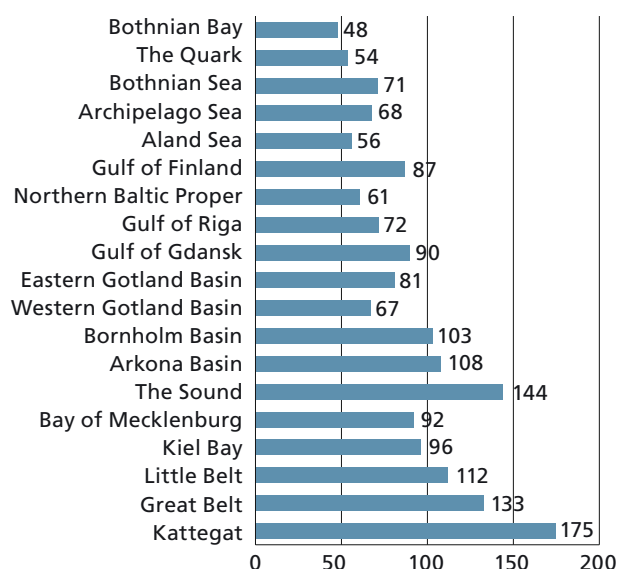 Bothnian Bay 48
The Quark 54
Bothnian Sea 71
Archipelago Sea 68
Aland Sea 56
Gulf of Finland 87
Northern Baltic Proper 61
Gulf of Riga 72
Gulf of Gdansk 90
Eastern Gotland Basin 81
Western Gotland Basin 67
Bornholm Basin 103
Arkona Basin 108
The Sound 144
Bay of Mecklenburg 92
Kiel Bay 96
Little Belt 112
Great Belt 133
Kattegat 175
0 50 100 150 200